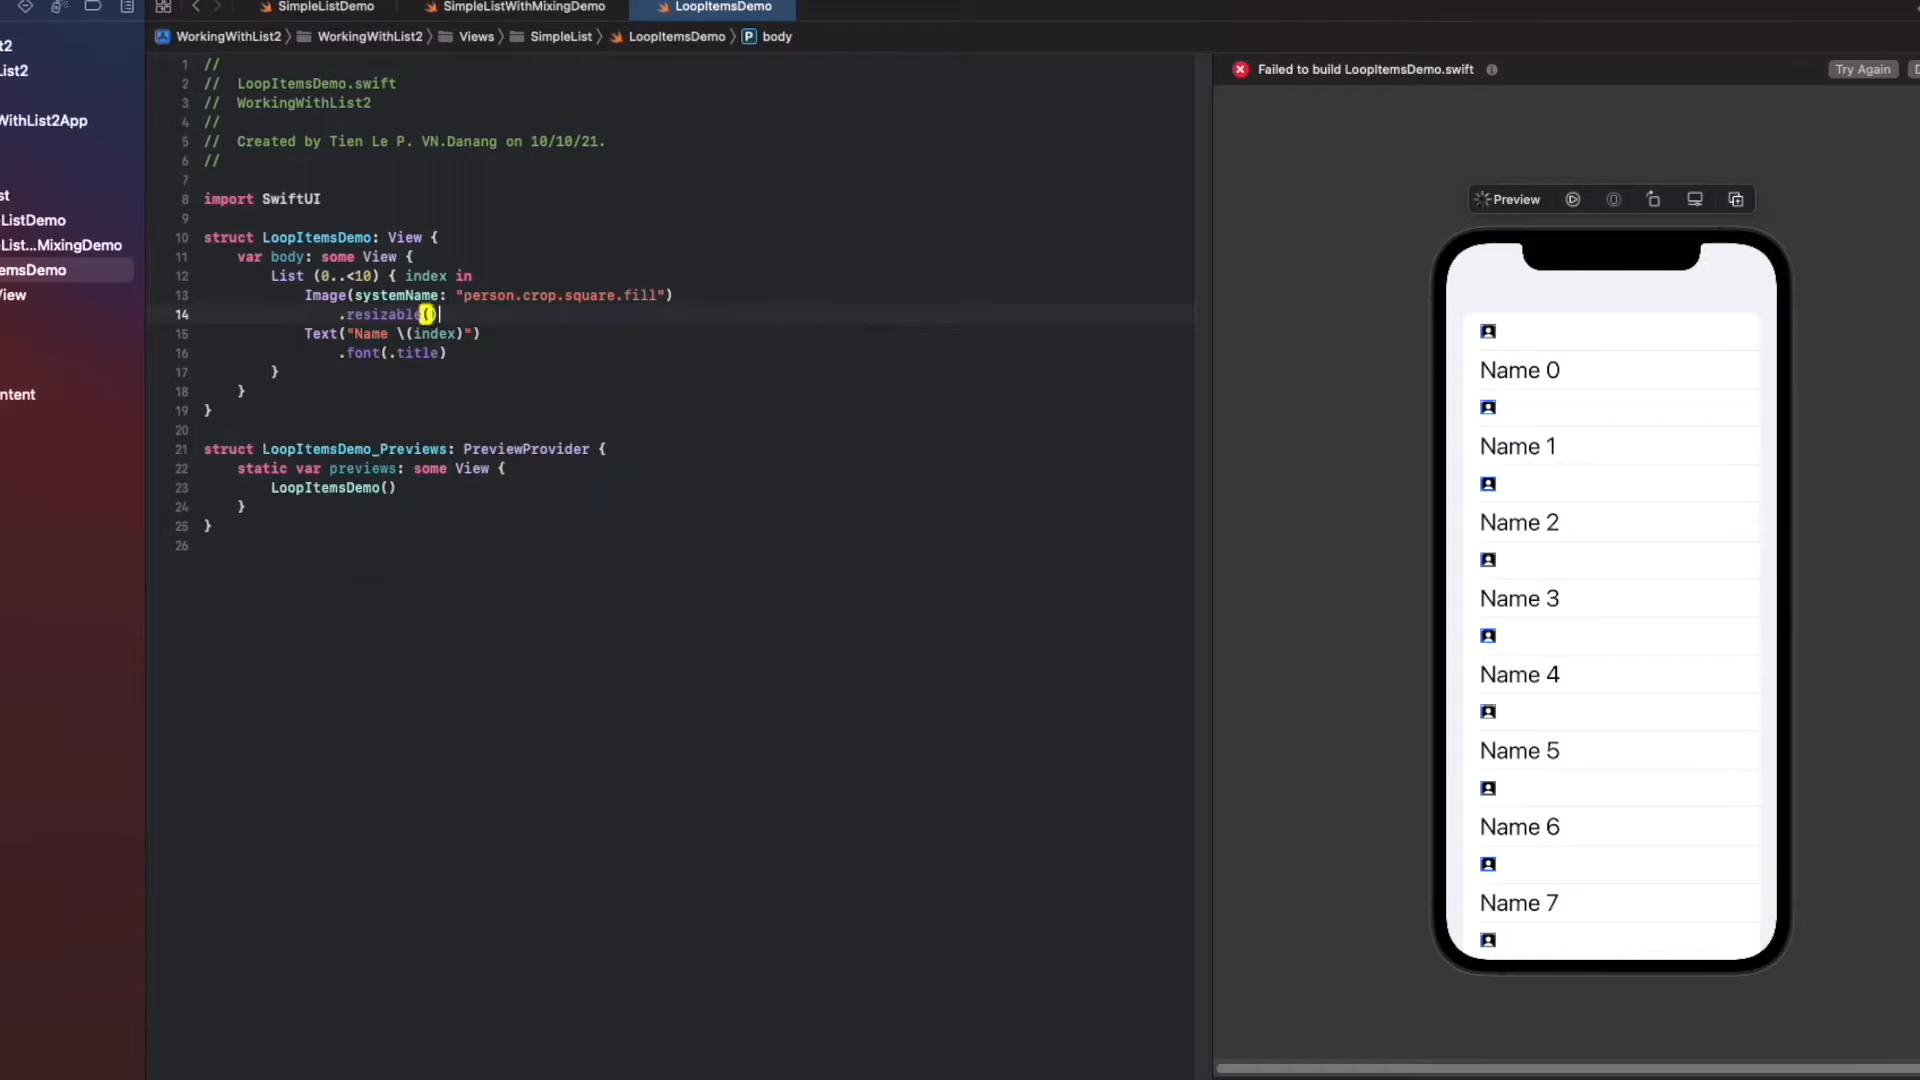 SimpleListDemo
SimpleListWithMixingDemo
LoopItemsDemo
WorkingWithList2 〉 WorkingWithList2 〉 Views 〉 SimpleList 〉 LoopItemsDemo 〉 P body
t2
List2
WithList2App
st
eListDemo
eList...MixingDemo
emsDemo
View
ntent
1 //
2 //  LoopItemsDemo.swift
3 //  WorkingWithList2
4 //
5 //  Created by Tien Le P. VN.Danang on 10/10/21.
6 //
7
8 import SwiftUI
9
10 struct LoopItemsDemo: View {
11     var body: some View {
12         List (0..<10) { index in
13             Image(systemName: "person.crop.square.fill")
14                 .resizable()
15             Text("Name \(index)")
16                 .font(.title)
17         }
18     }
19 }
20
21 struct LoopItemsDemo_Previews: PreviewProvider {
22     static var previews: some View {
23         LoopItemsDemo()
24     }
25 }
26
Failed to build LoopItemsDemo.swift
Try Again
Preview
Name 0
Name 1
Name 2
Name 3
Name 4
Name 5
Name 6
Name 7